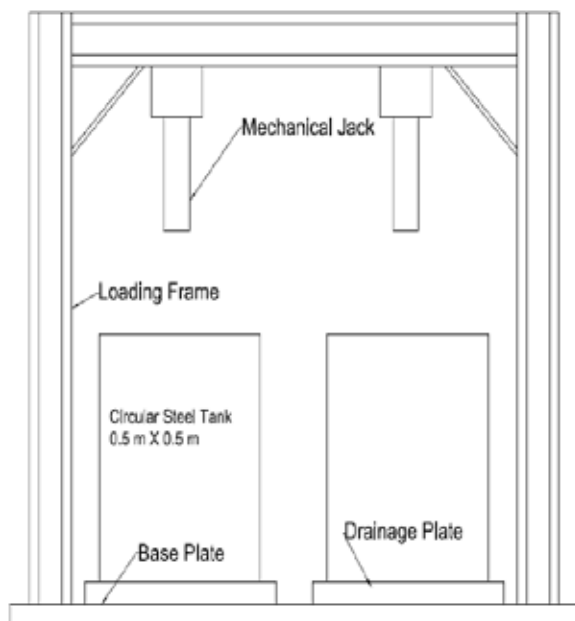 Mechanical Jack
Loading Frame
Circular Steel Tank
0.5 m X 0.5 m
Drainage Plate
Base Plate